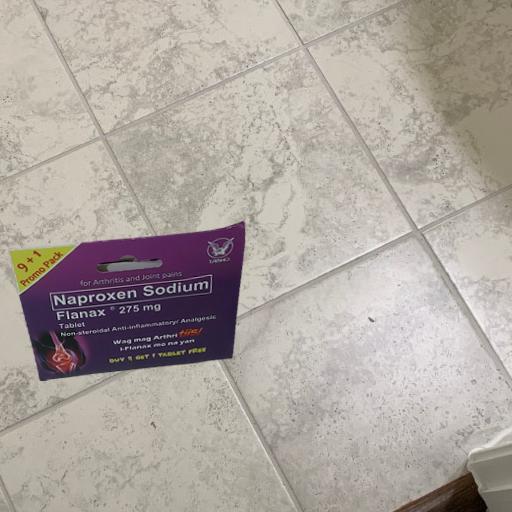 9 + 1
Promo Pack
for Arthritis and Joint pains
Naproxen Sodium
Flanax ® 275 mg
Tablet
Non-steroidal Anti-inflammatory/ Analgesic
Wag mag Arthri
I-Flanax mo na yan
BUY 9 GET 1 TABLET FREE